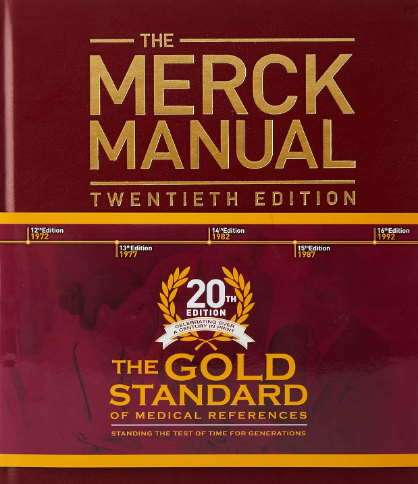 THE
MERCK
MANUAL
TWENTIETH EDITION
12th Edition
1972
13th Edition
1977
14th Edition
1982
15th Edition
1987
16th Edition
1992
20TH
EDITION
CELEBRATING OVER
A CENTURY IN PRINT
THE GOLD
STANDARD
OF MEDICAL REFERENCES
STANDING THE TEST OF TIME FOR GENERATIONS